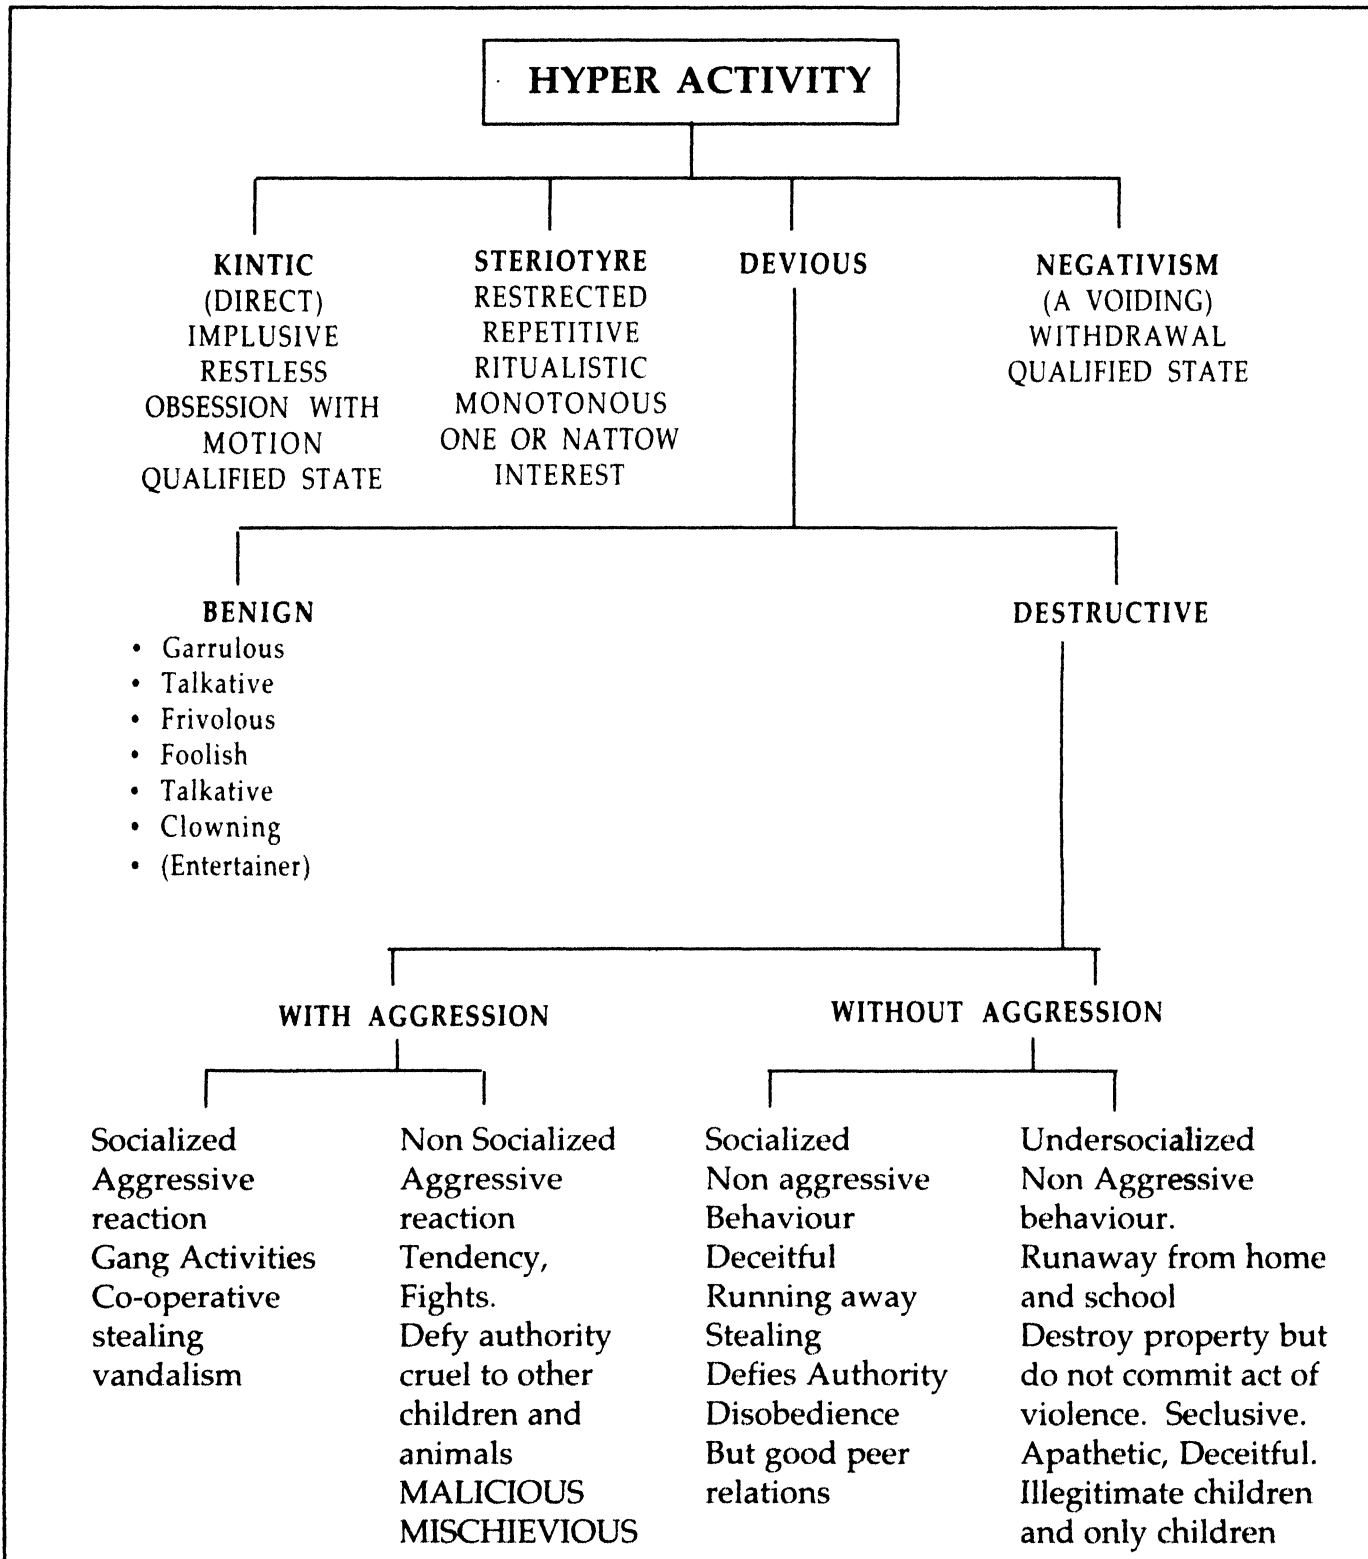 HYPER ACTIVITY
KINTIC
(DIRECT)
IMPLUSIVE
RESTLESS
OBSESSION WITH
MOTION
QUALIFIED STATE
STERIOTYRE
RESTRECTED
REPETITIVE
RITUALISTIC
MONOTONOUS
ONE OR NATTOW
INTEREST
DEVIOUS
NEGATIVISM
(A VOIDING)
WITHDRAWAL
QUALIFIED STATE
BENIGN
• Garrulous
• Talkative
• Frivolous
• Foolish
• Talkative
• Clowning
• (Entertainer)
DESTRUCTIVE
WITH AGGRESSION
WITHOUT AGGRESSION
Socialized
Aggressive
reaction
Gang Activities
Co-operative
stealing
vandalism
Non Socialized
Aggressive
reaction
Tendency,
Fights.
Defy authority
cruel to other
children and
animals
MALICIOUS
MISCHIEVIOUS
Socialized
Non aggressive
Behaviour
Deceitful
Running away
Stealing
Defies Authority
Disobedience
But good peer
relations
Undersocialized
Non Aggressive
behaviour.
Runaway from home
and school
Destroy property but
do not commit act of
violence. Seclusive.
Apathetic, Deceitful.
Illegitimate children
and only children